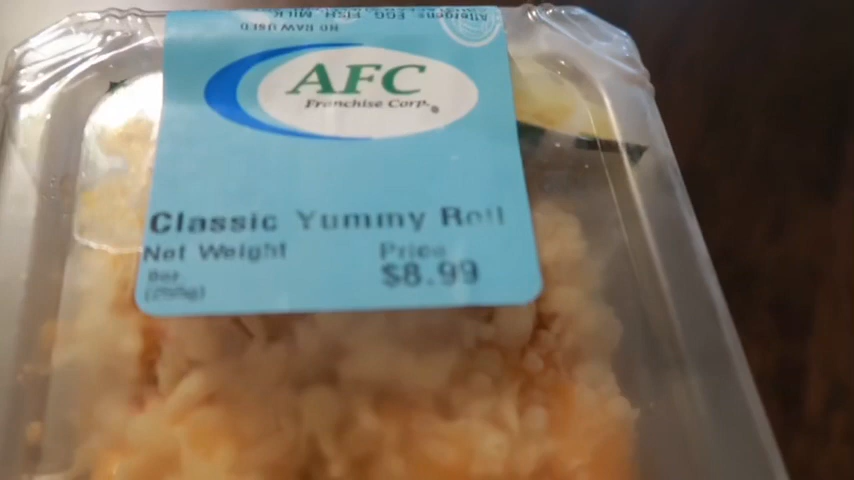 Allergens: EGG, FISH, MILK
NO RAW USED
AFC
Franchise Corp.®
Classic Yummy Roll
Net Weight Price
$8.99